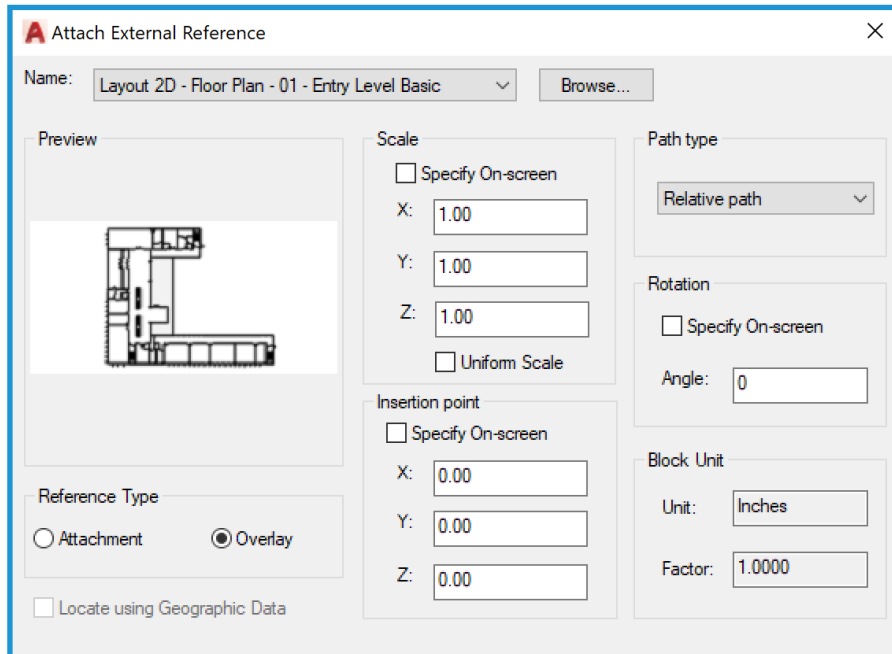 Attach External Reference
Name: Layout 2D - Floor Plan - 01 - Entry Level Basic Browse...
Preview
Scale
Specify On-screen
X: 1.00
Y: 1.00
Z: 1.00
Uniform Scale
Path type
Relative path
Rotation
Specify On-screen
Angle: 0
Insertion point
Specify On-screen
X: 0.00
Y: 0.00
Z: 0.00
Block Unit
Unit: Inches
Factor: 1.0000
Reference Type
Attachment Overlay
Locate using Geographic Data